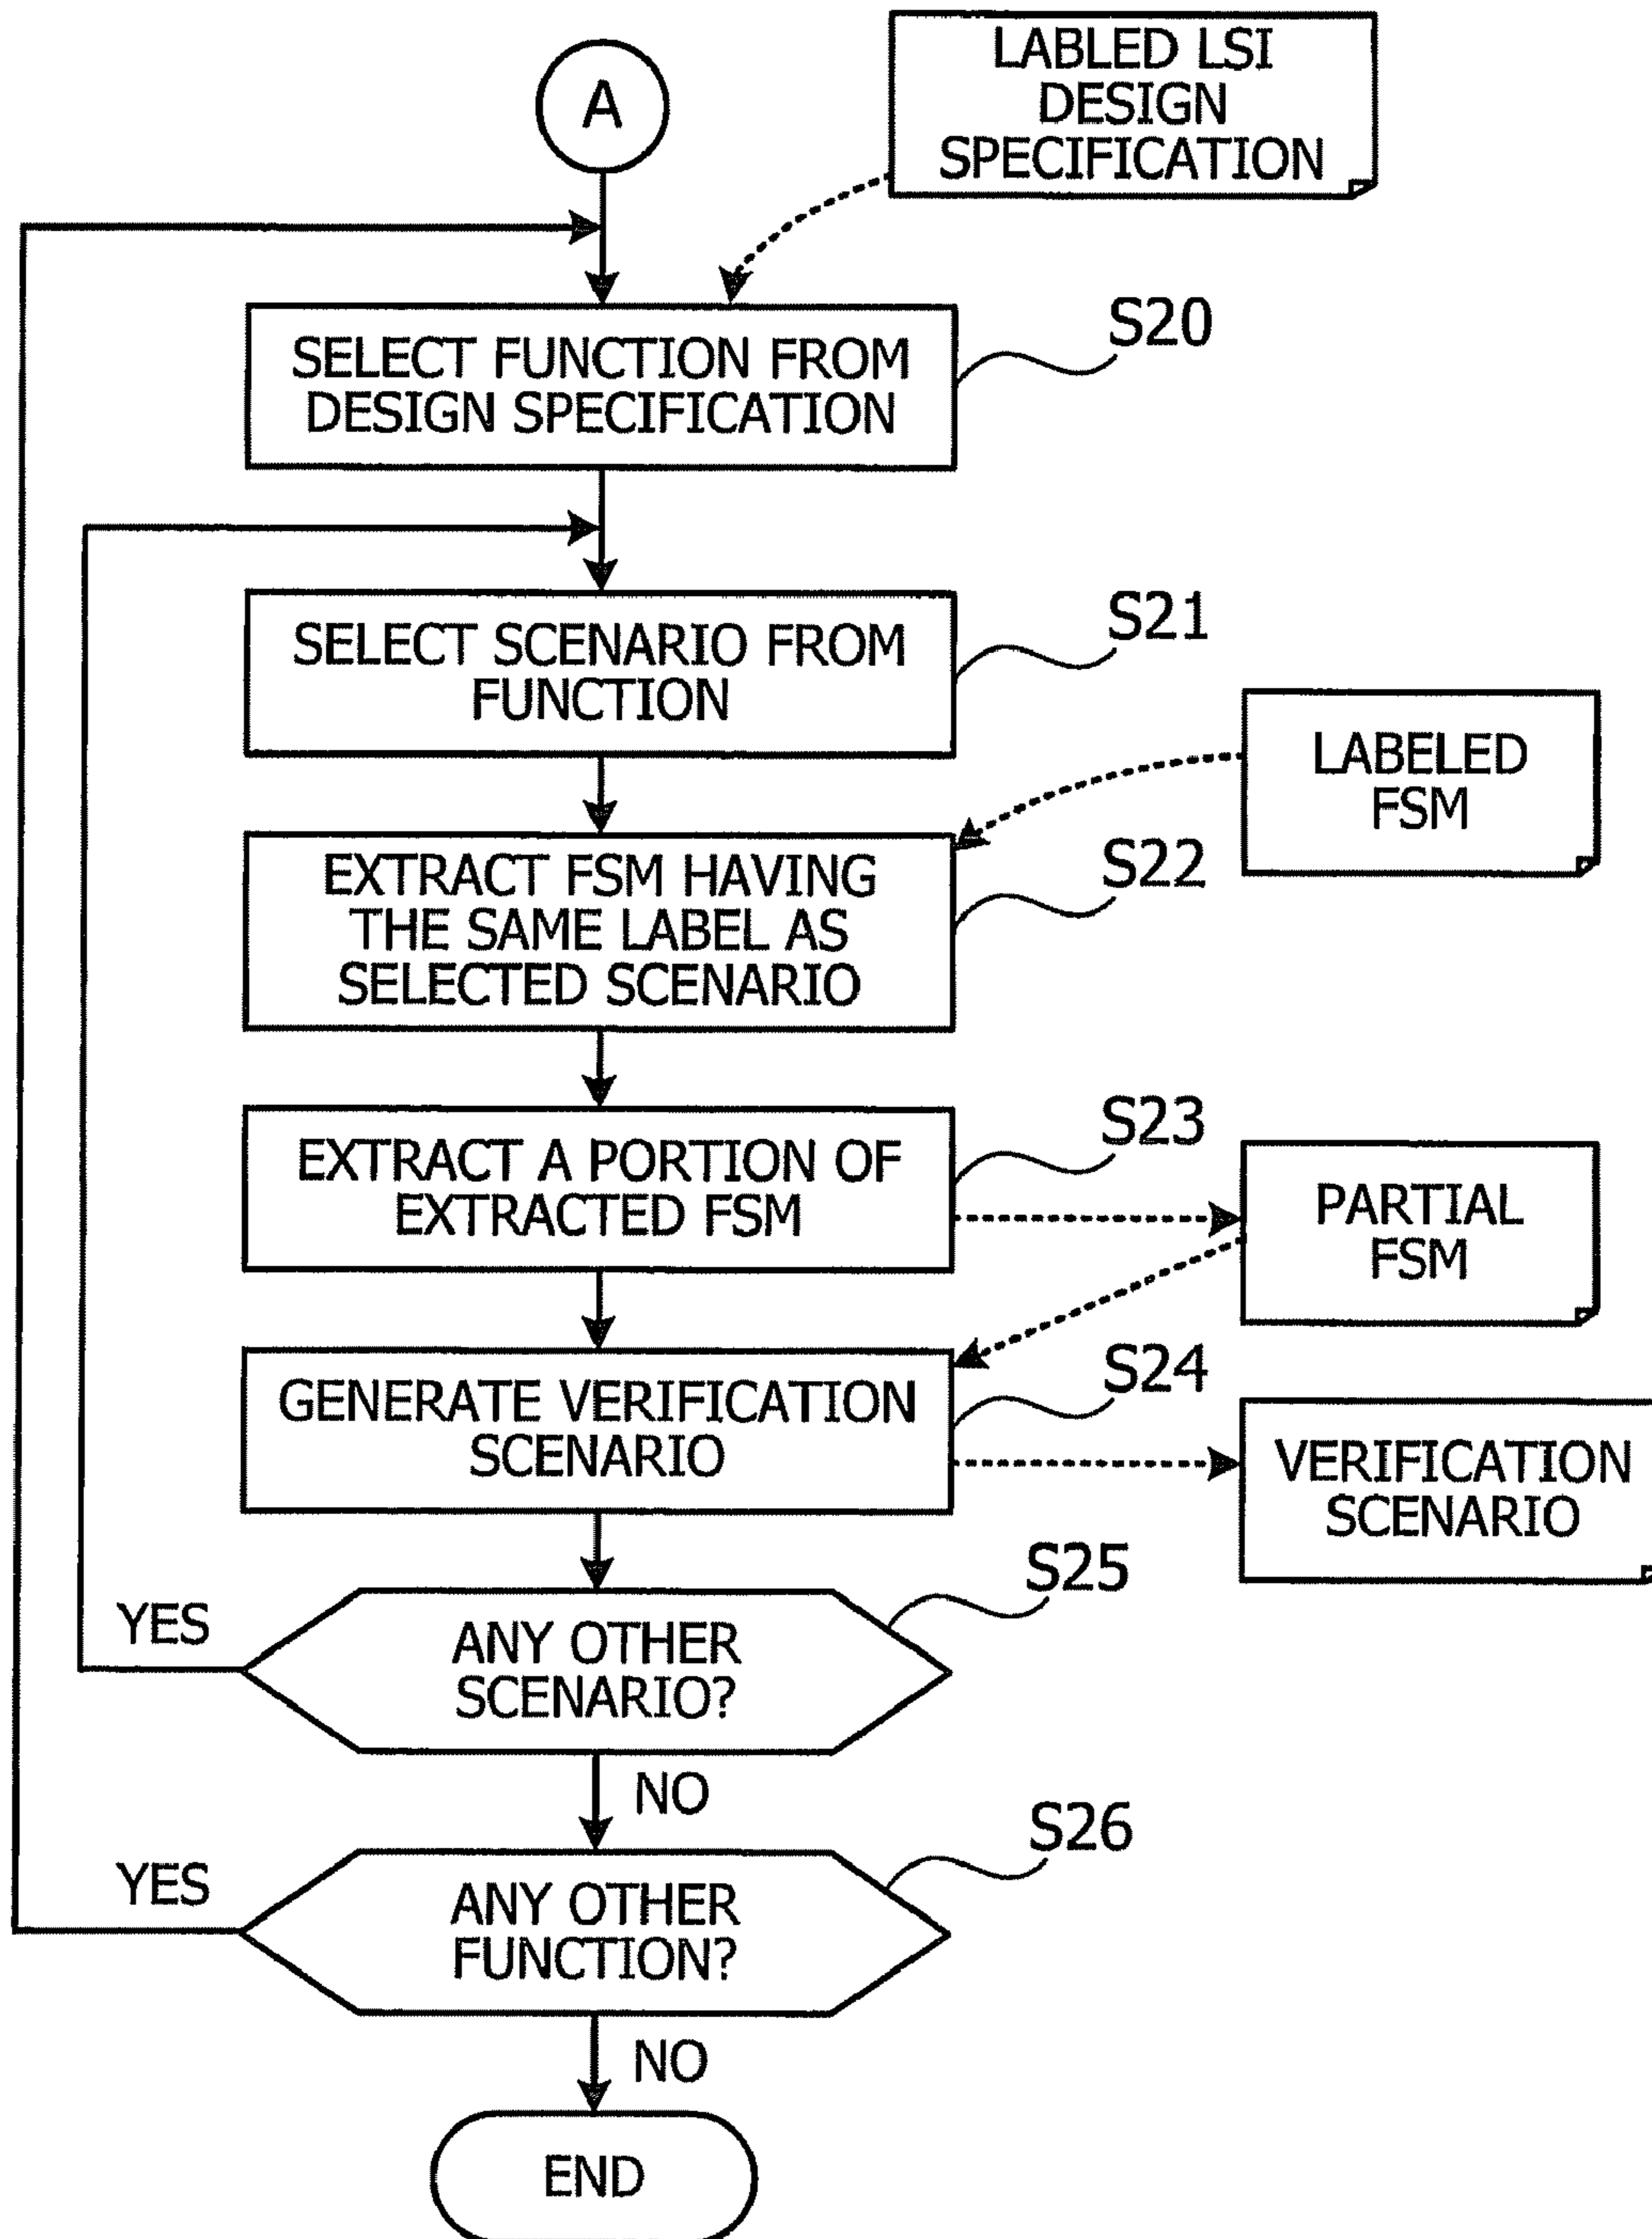 A
LABLED LSI
DESIGN
SPECIFICATION
S20
SELECT FUNCTION FROM
DESIGN SPECIFICATION
S21
SELECT SCENARIO FROM
FUNCTION
LABELED
FSM
S22
EXTRACT FSM HAVING
THE SAME LABEL AS
SELECTED SCENARIO
S23
EXTRACT A PORTION OF
EXTRACTED FSM
PARTIAL
FSM
S24
GENERATE VERIFICATION
SCENARIO
VERIFICATION
SCENARIO
S25
YES
ANY OTHER
SCENARIO?
NO
S26
YES
ANY OTHER
FUNCTION?
NO
END